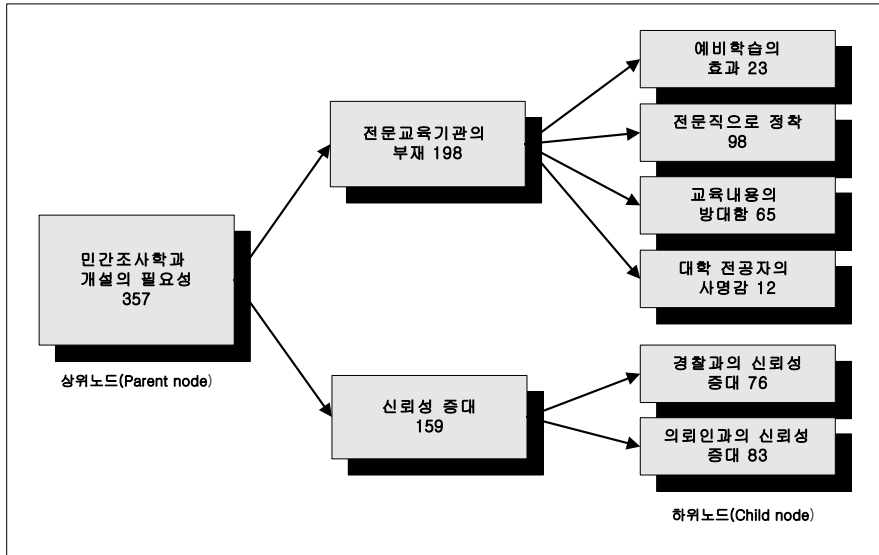 민간조사학과
개설의 필요성
357
상위노드(Parent node)
전문교육기관의
부재 198
예비학습의
효과 23
전문직으로 정착
98
교육내용의
방대함 65
대학 전공자의
사명감 12
신뢰성 증대
159
경찰과의 신뢰성
증대 76
의뢰인과의 신뢰성
증대 83
하위노드(Child node)